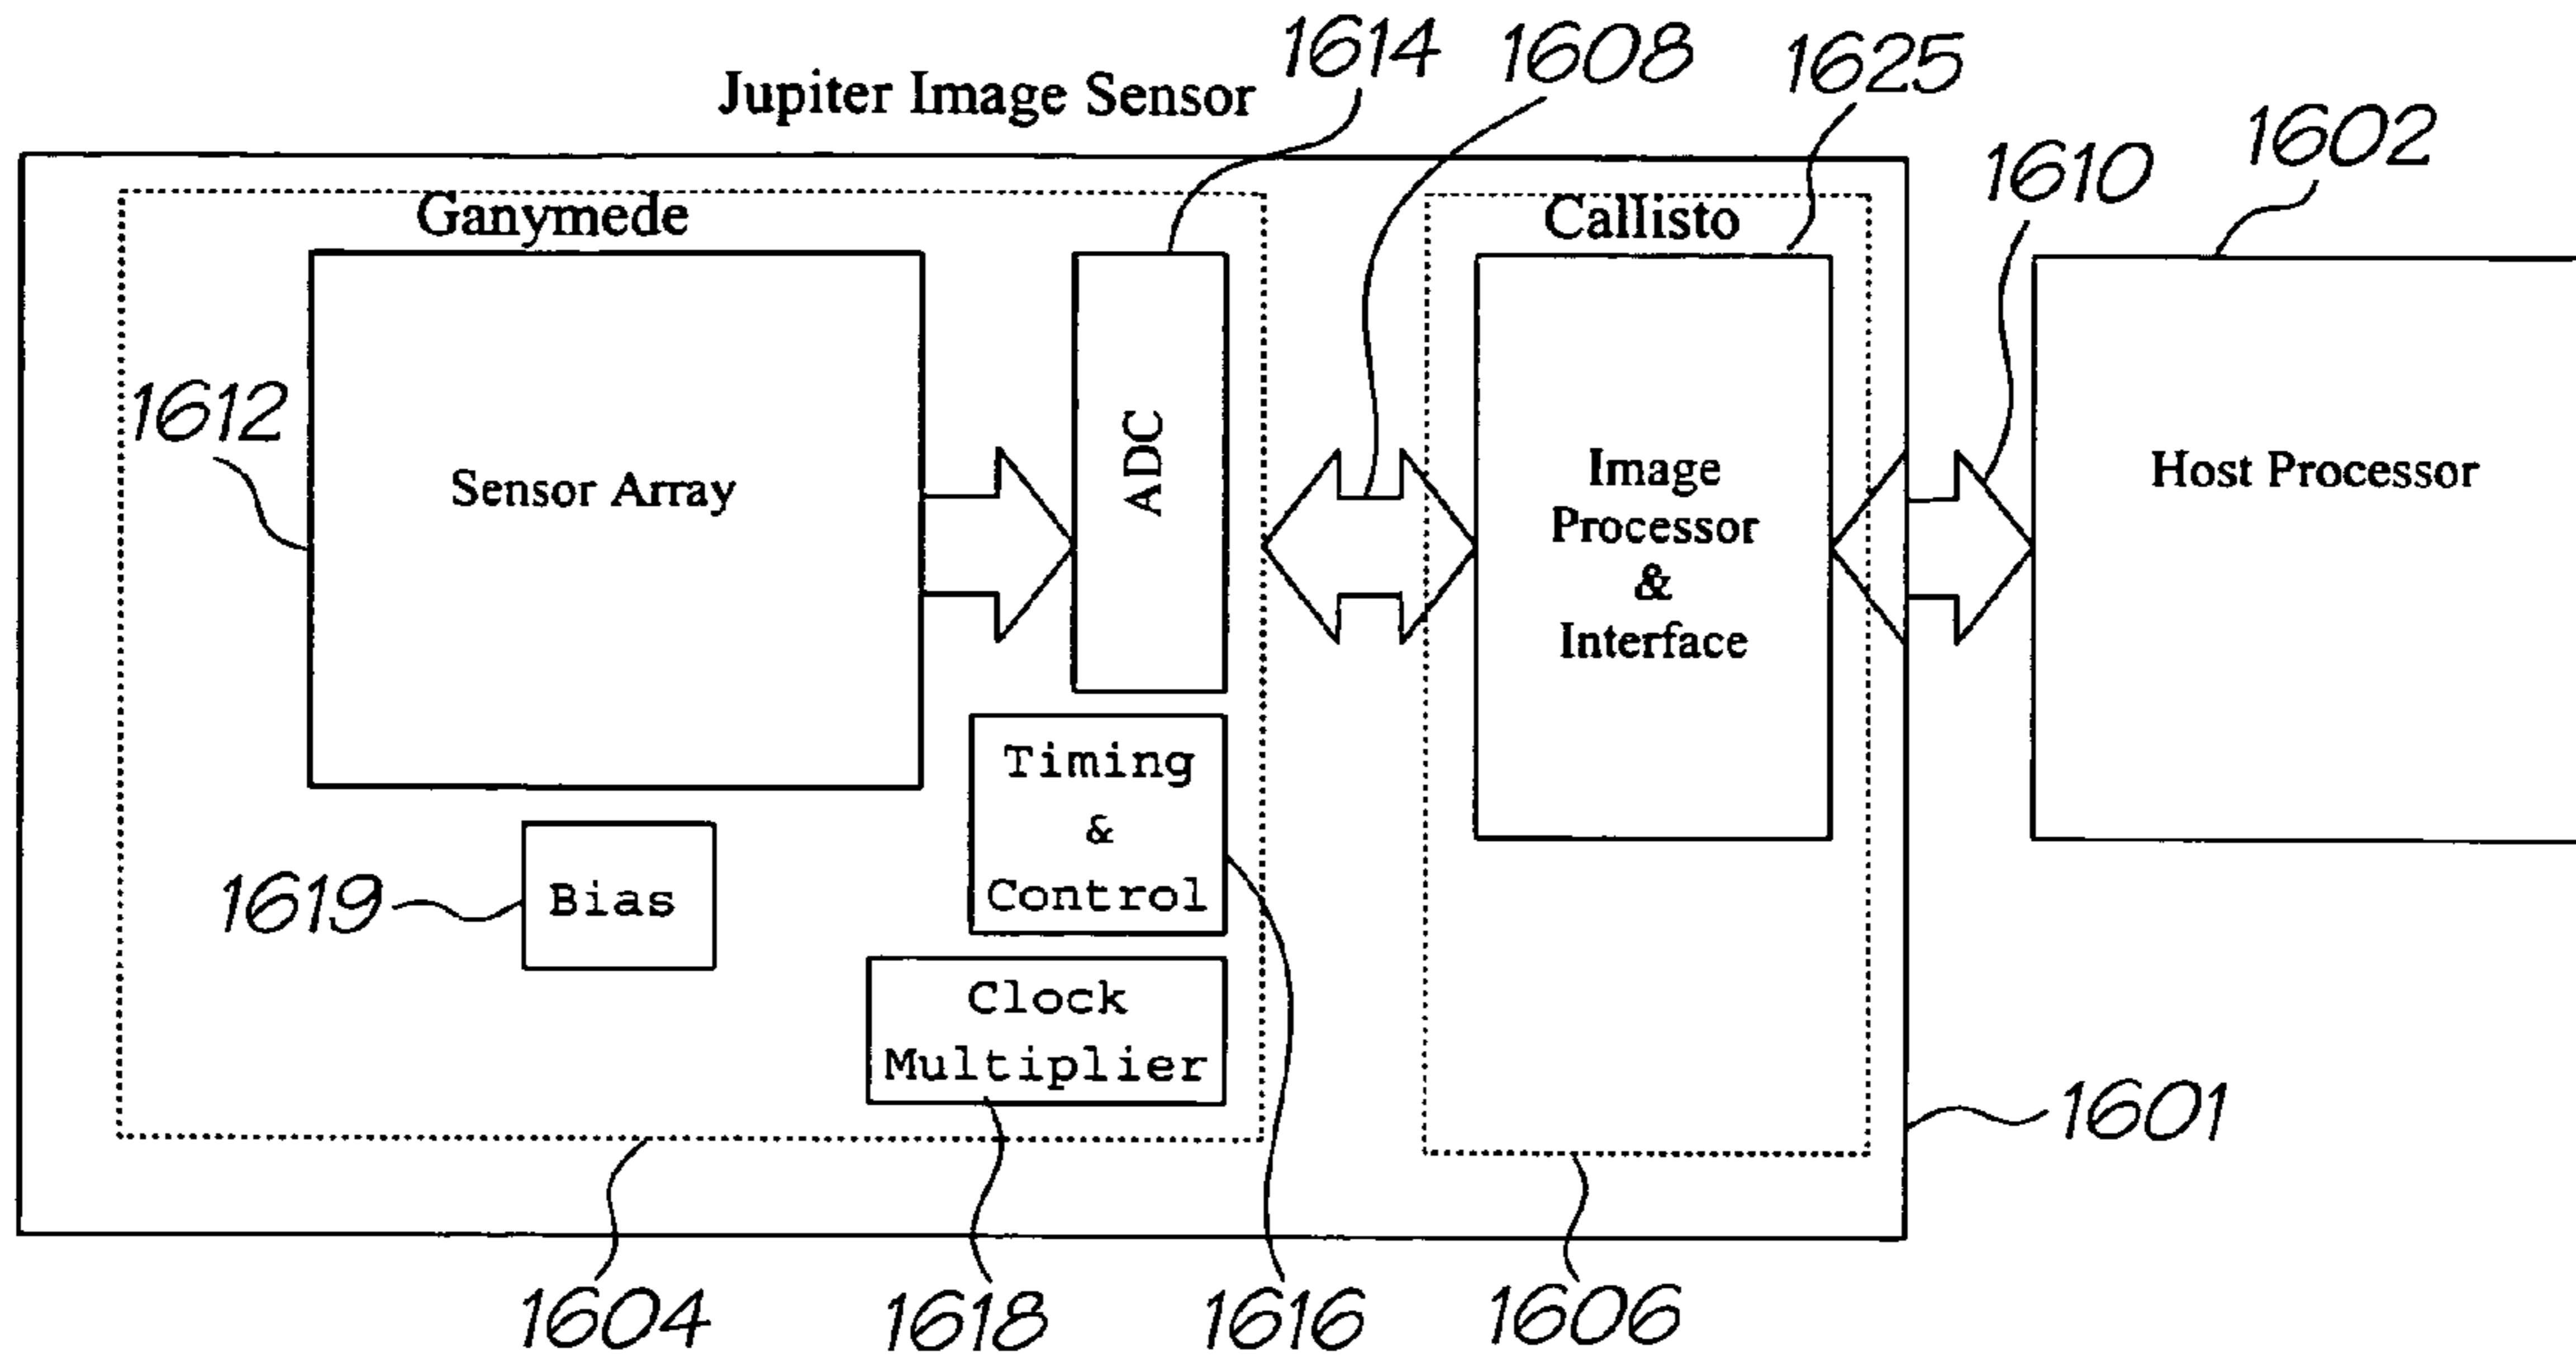 Jupiter Image Sensor
1614
1608
1625
1610
1602
Ganymede
Callisto
1612
Sensor Array
ADC
Image
Processor
&
Interface
Host Processor
Timing
&
Control
1619
Bias
Clock
Multiplier
1601
1604
1618
1616
1606